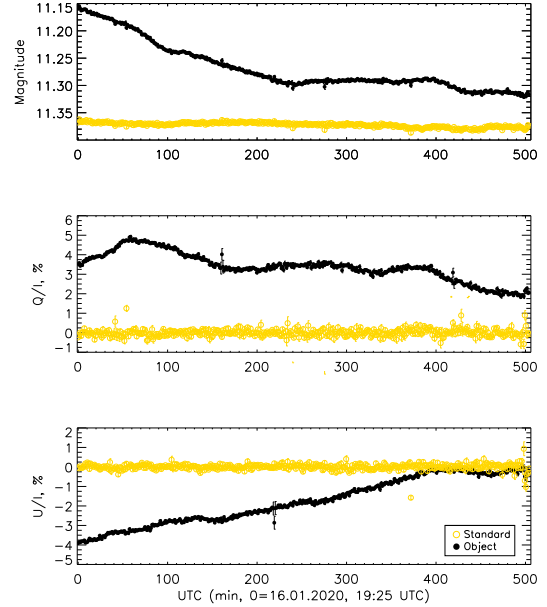 11.15
11.20
11.25
11.30
11.35
Magnitude
0 100 200 300 400 500
6
5
4
3
2
1
0
-1
Q/I, %
0 100 200 300 400 500
2
1
0
-1
-2
-3
-4
-5
U/I, %
Standard
Object
0 100 200 300 400 500
UTC (min, 0=16.01.2020, 19:25 UTC)